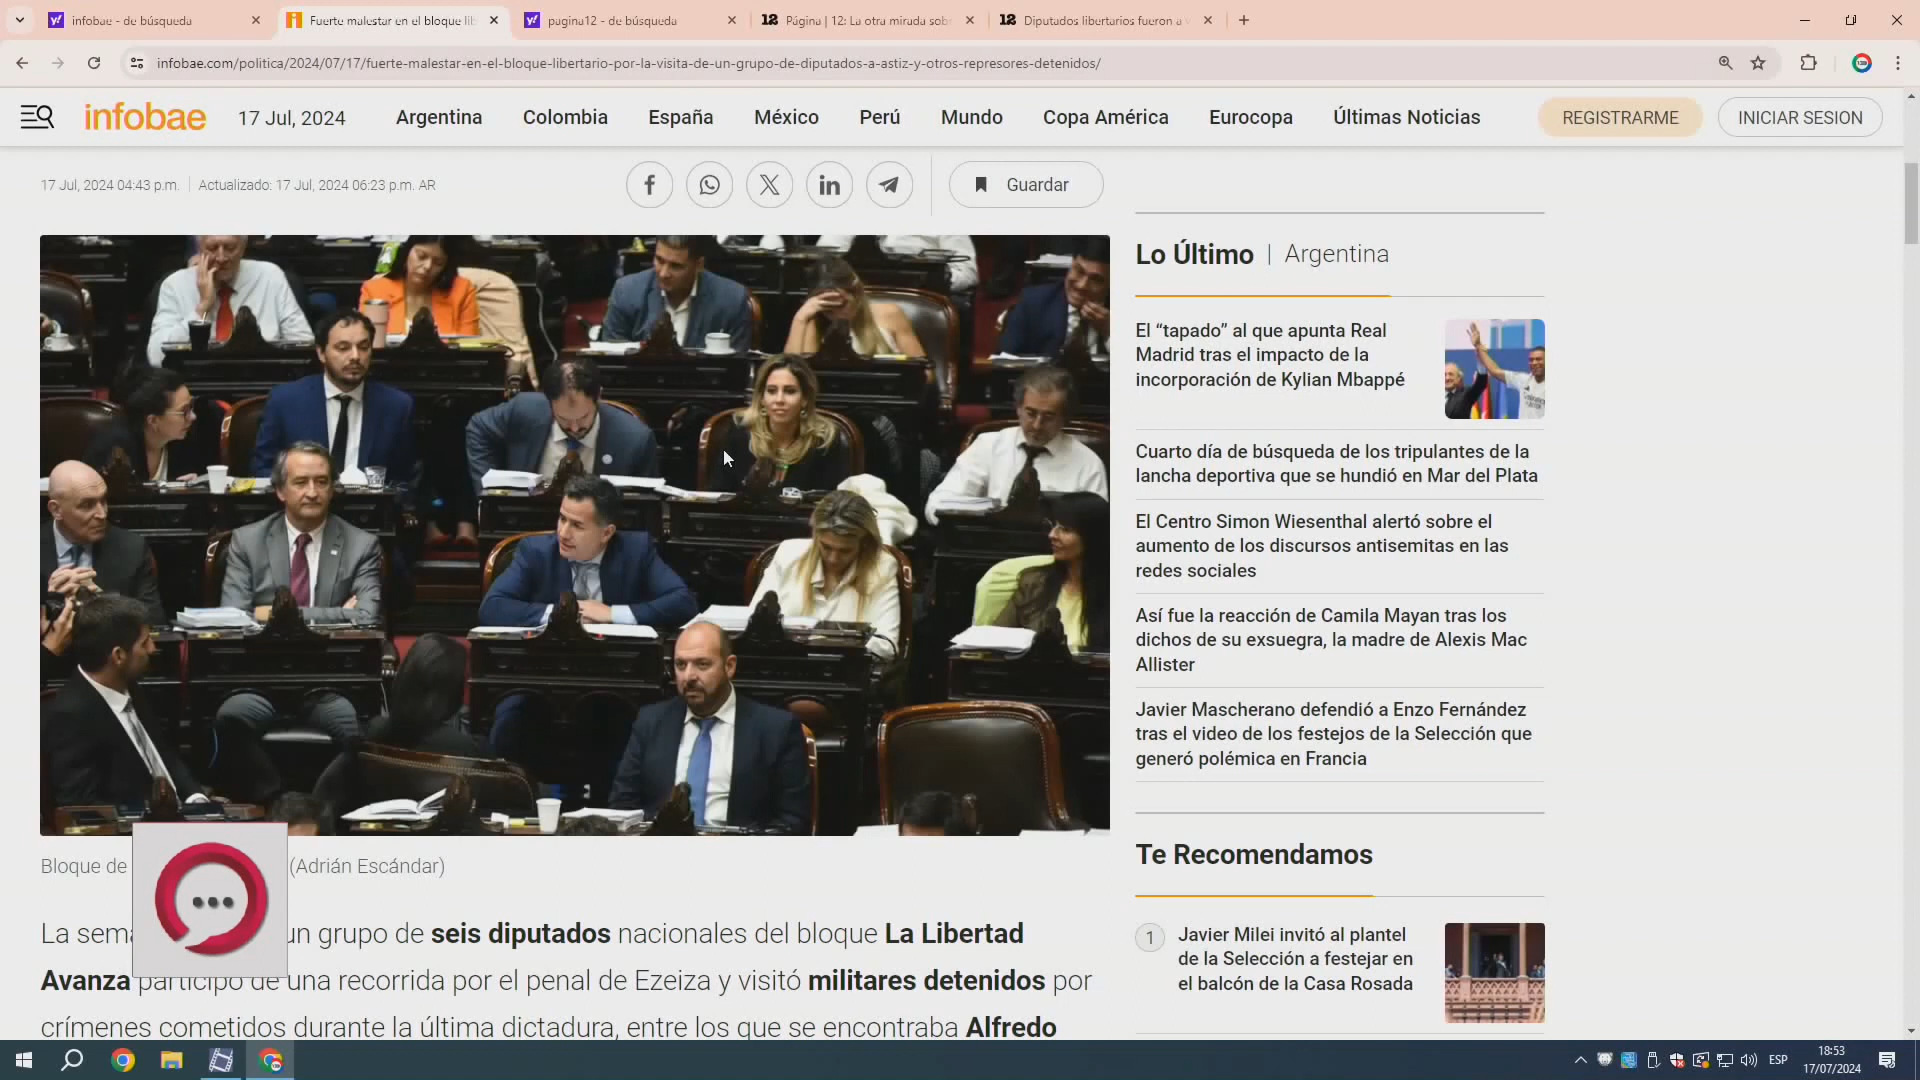 infobae - de búsqueda
Fuerte malestar en el bloque lib
pagina12 - de búsqueda
12 Página | 12: La otra mirada sob
12 Diputados libertarios fueron a v
infobae.com/politica/2024/07/17/fuerte-malestar-en-el-bloque-libertario-por-la-visita-de-un-grupo-de-diputados-a-astiz-y-otros-represores-detenidos/
infobae
17 Jul, 2024
Argentina
Colombia
España
México
Perú
Mundo
Copa América
Eurocopa
Últimas Noticias
REGISTRARME
INICIAR SESION
17 Jul, 2024 04:43 p.m.
Actualizado: 17 Jul, 2024 06:23 p.m. AR
Guardar
Bloque de (Adrián Escándar)
La sema un grupo de seis diputados nacionales del bloque La Libertad
Avanza participó de una recorrida por el penal de Ezeiza y visitó militares detenidos por
crímenes cometidos durante la última dictadura, entre los que se encontraba Alfredo
Lo Último | Argentina
El “tapado” al que apunta Real
Madrid tras el impacto de la
incorporación de Kylian Mbappé
Cuarto día de búsqueda de los tripulantes de la
lancha deportiva que se hundió en Mar del Plata
El Centro Simon Wiesenthal alertó sobre el
aumento de los discursos antisemitas en las
redes sociales
Así fue la reacción de Camila Mayan tras los
dichos de su exsuegra, la madre de Alexis Mac
Allister
Javier Mascherano defendió a Enzo Fernández
tras el video de los festejos de la Selección que
generó polémica en Francia
Te Recomendamos
1
Javier Milei invitó al plantel
de la Selección a festejar en
el balcón de la Casa Rosada
ESP
18:53
17/07/2024